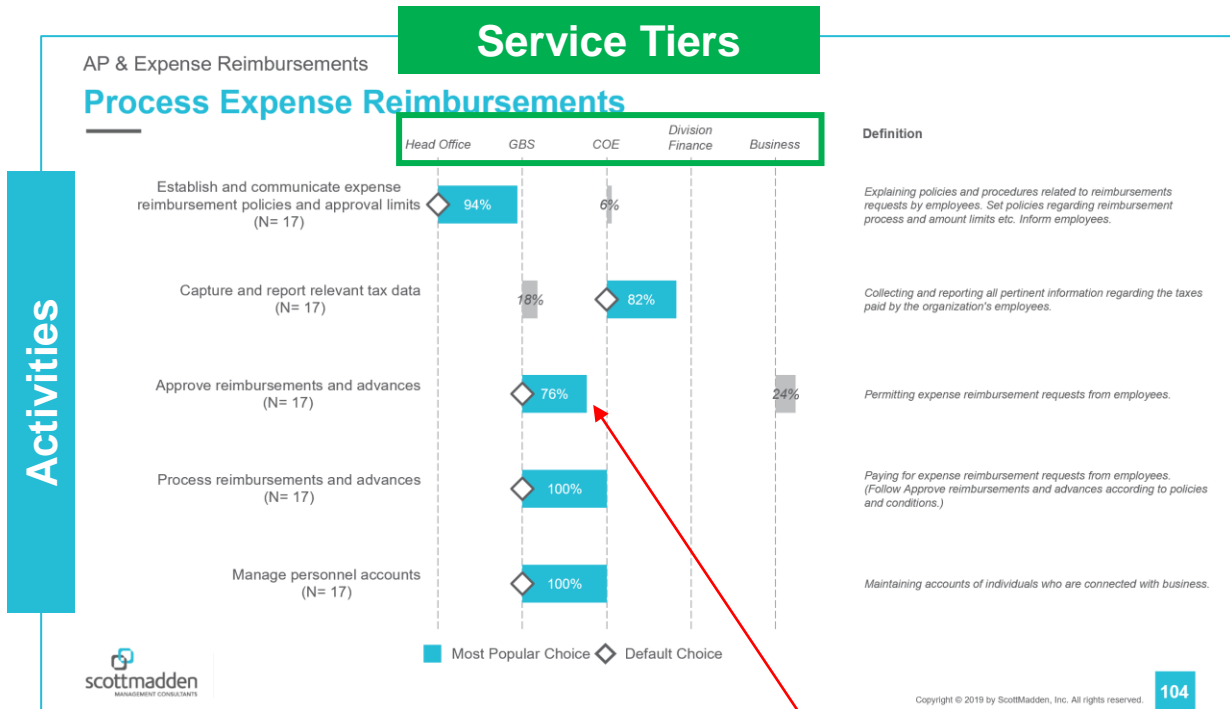 Service Tiers
AP & Expense Reimbursements
Process Expense Reimbursements
Head Office
GBS
COE
Division
Finance
Business
Definition
Activities
Establish and communicate expense
reimbursement policies and approval limits
(N= 17)
94%
6%
Explaining policies and procedures related to reimbursements
requests by employees. Set policies regarding reimbursement
process and amount limits etc. Inform employees.
Capture and report relevant tax data
(N= 17)
18%
82%
Collecting and reporting all pertinent information regarding the taxes
paid by the organization's employees.
Approve reimbursements and advances
(N= 17)
76%
24%
Permitting expense reimbursement requests from employees.
Process reimbursements and advances
(N= 17)
100%
Paying for expense reimbursement requests from employees.
(Follow Approve reimbursements and advances according to policies
and conditions.)
Manage personnel accounts
(N= 17)
100%
Maintaining accounts of individuals who are connected with business.
Most Popular Choice
Default Choice
scottmadden
MANAGEMENT CONSULTANTS
Copyright © 2019 by ScottMadden, Inc. All rights reserved.
104